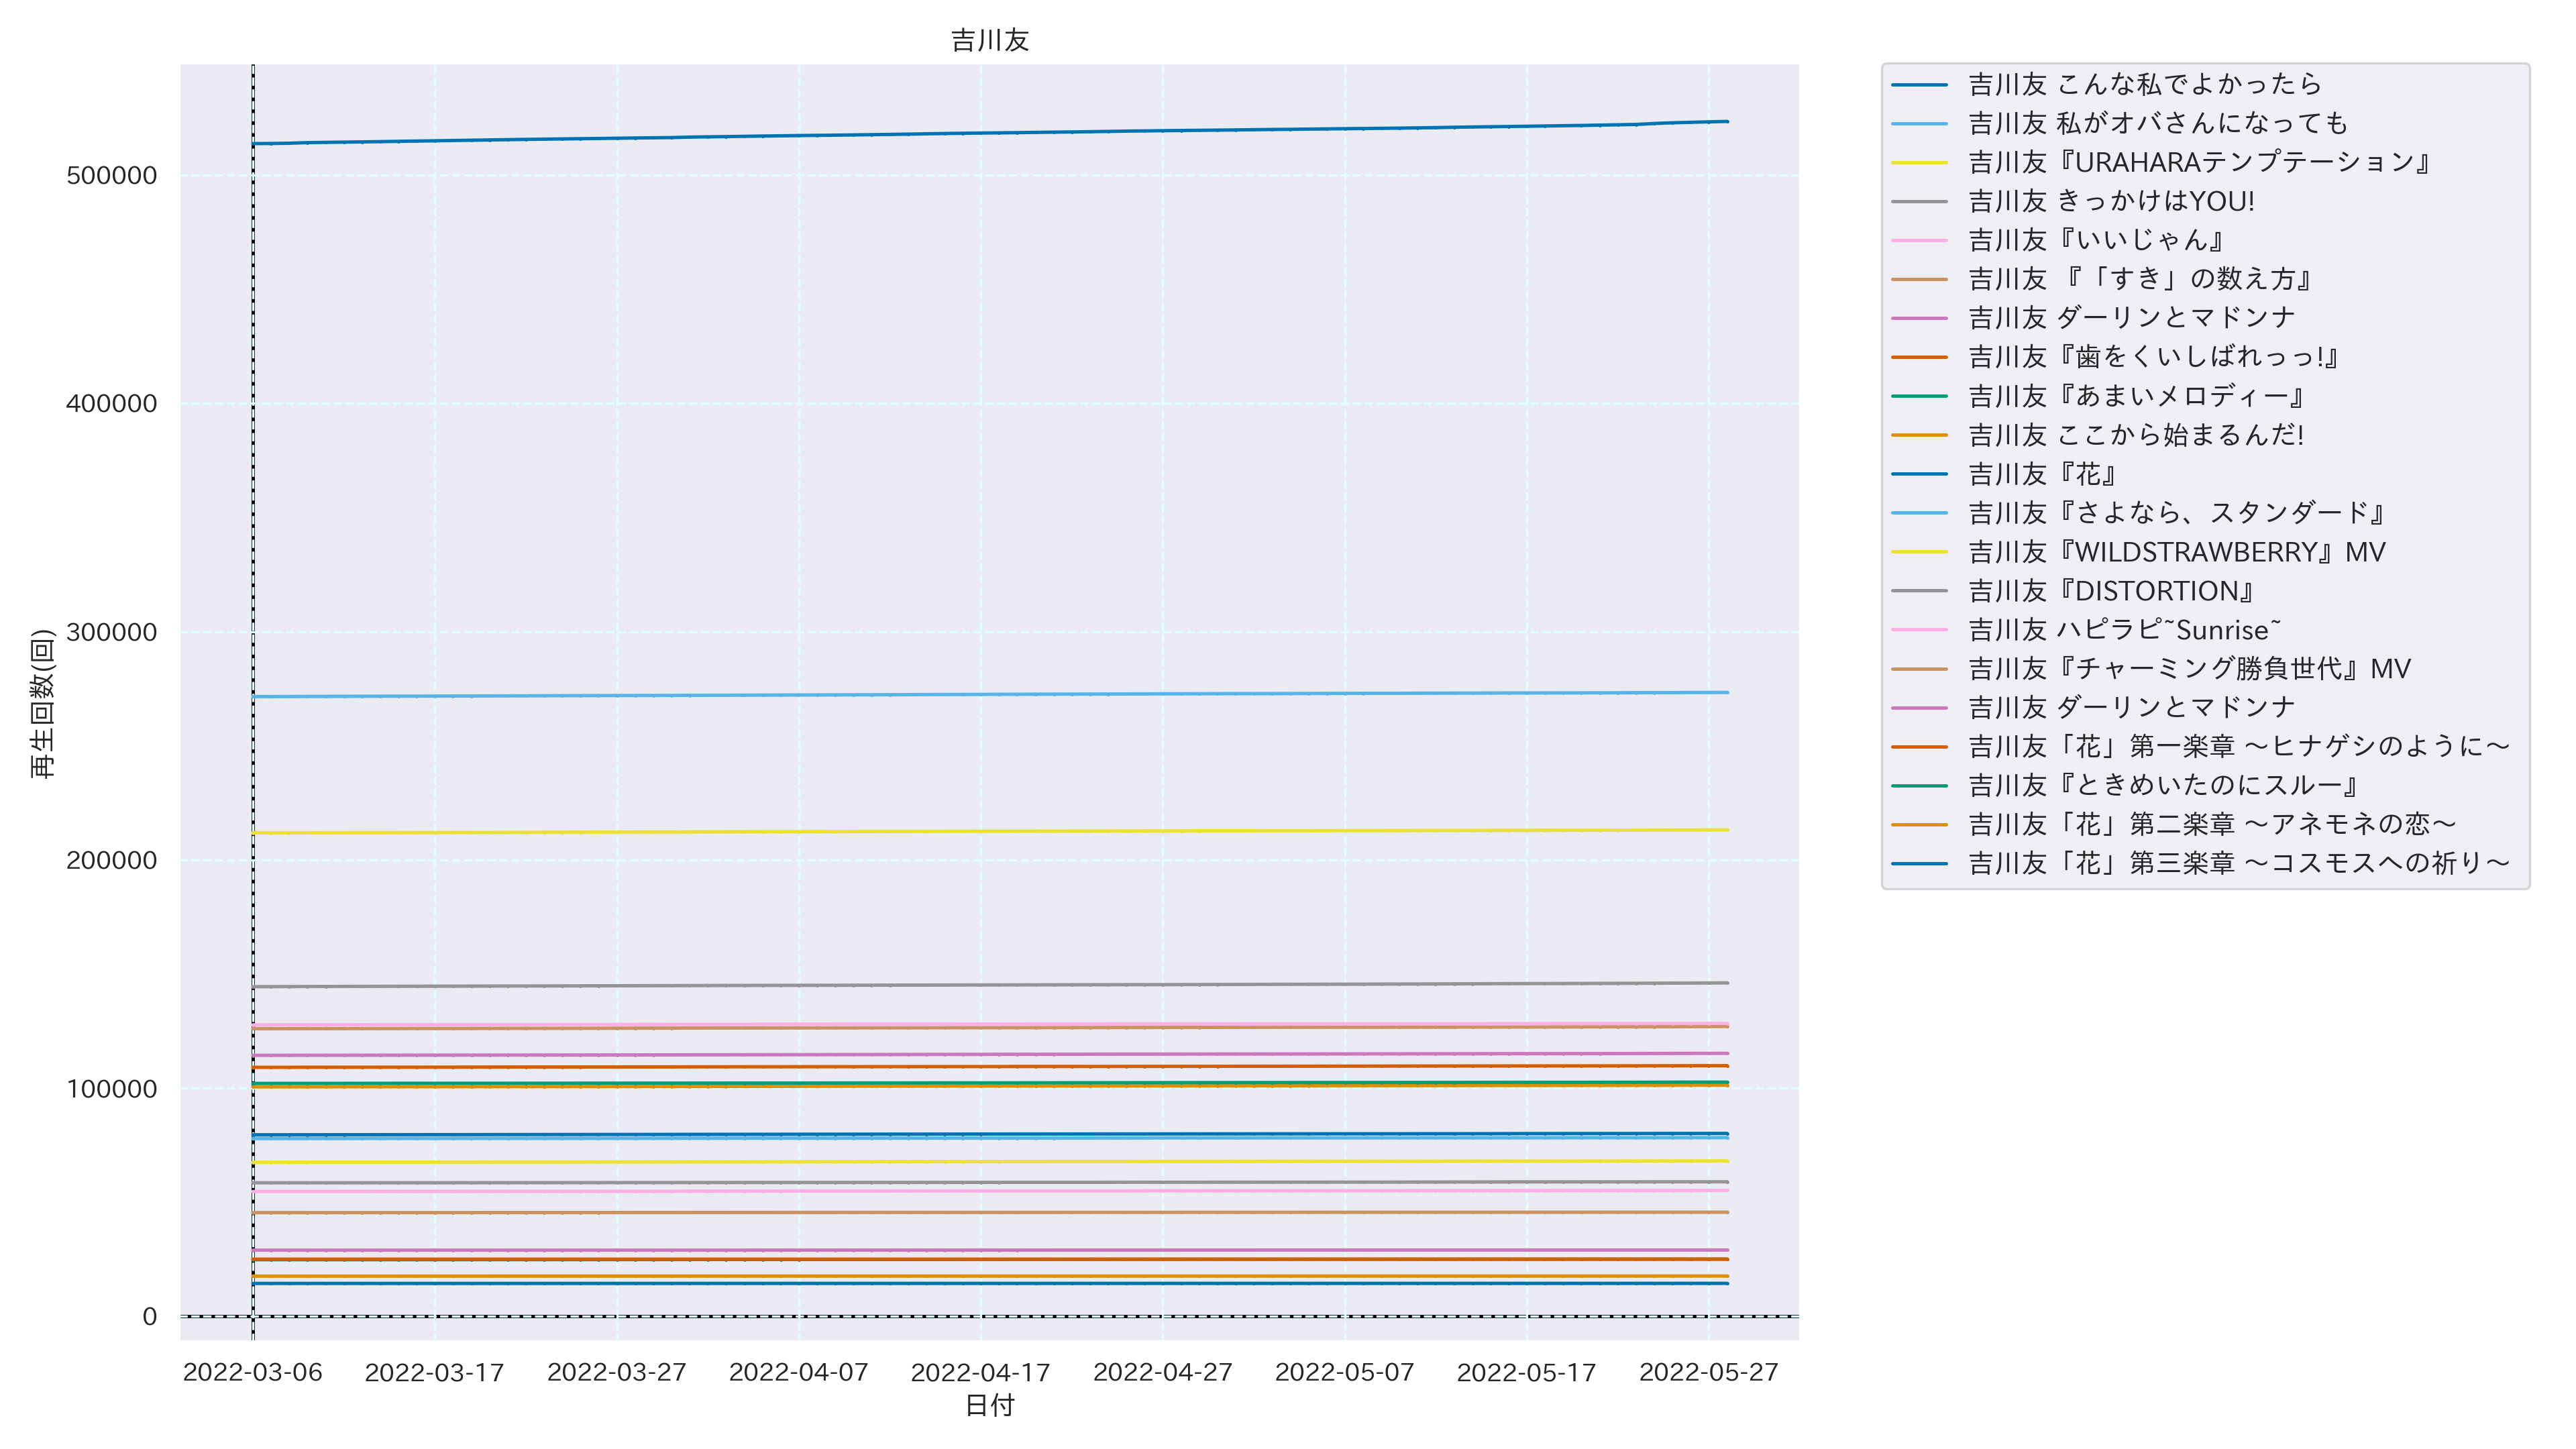 吉川友
再生回数(回)
500000
400000
300000
200000
100000
0
2022-03-06
2022-03-17
2022-03-27
2022-04-07
2022-04-17
2022-04-27
2022-05-07
2022-05-17
2022-05-27
日付
吉川友 こんな私でよかったら
吉川友 私がオバさんになっても
吉川友『URAHARAテンプテーション』
吉川友 きっかけはYOU!
吉川友『いいじゃん』
吉川友 『「すき」の数え方』
吉川友 ダーリンとマドンナ
吉川友『歯をくいしばれっっ!』
吉川友『あまいメロディー』
吉川友 ここから始まるんだ!
吉川友『花』
吉川友『さよなら、スタンダード』
吉川友『WILDSTRAWBERRY』MV
吉川友『DISTORTION』
吉川友 ハピラピ~Sunrise~
吉川友『チャーミング勝負世代』MV
吉川友 ダーリンとマドンナ
吉川友「花」第一楽章 〜ヒナゲシのように〜
吉川友『ときめいたのにスルー』
吉川友「花」第二楽章 〜アネモネの恋〜
吉川友「花」第三楽章 〜コスモスへの祈り〜